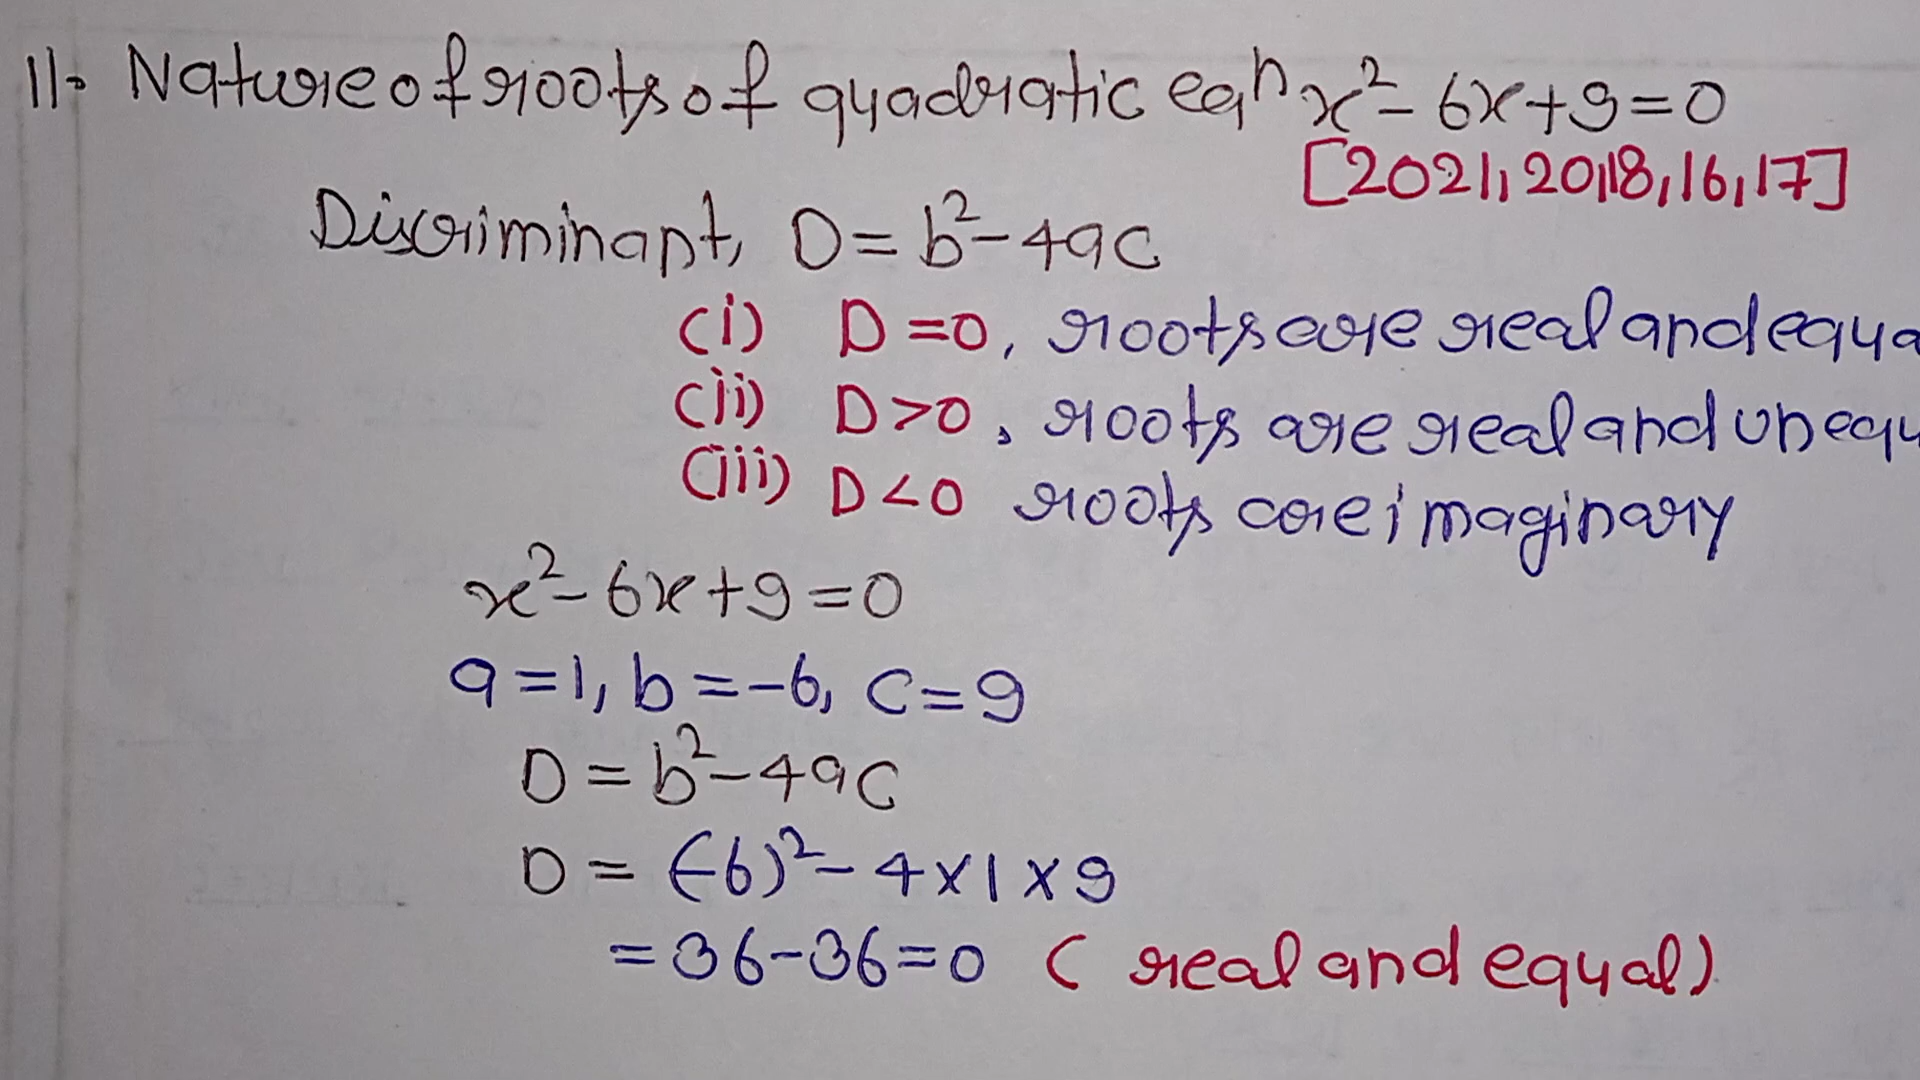 11. Nature of roots of quadratic eqⁿ x² - 6x + 9 = 0
[2021, 2018, 16, 17]
Discriminant, D = b² - 4ac
(i) D = 0, roots are real and equa
(ii) D > 0, roots are real and unequ
(iii) D < 0 roots are imaginary
x² - 6x + 9 = 0
a = 1, b = -6, c = 9
D = b² - 4ac
D = (-6)² - 4 × 1 × 9
= 36 - 36 = 0 (real and equal)